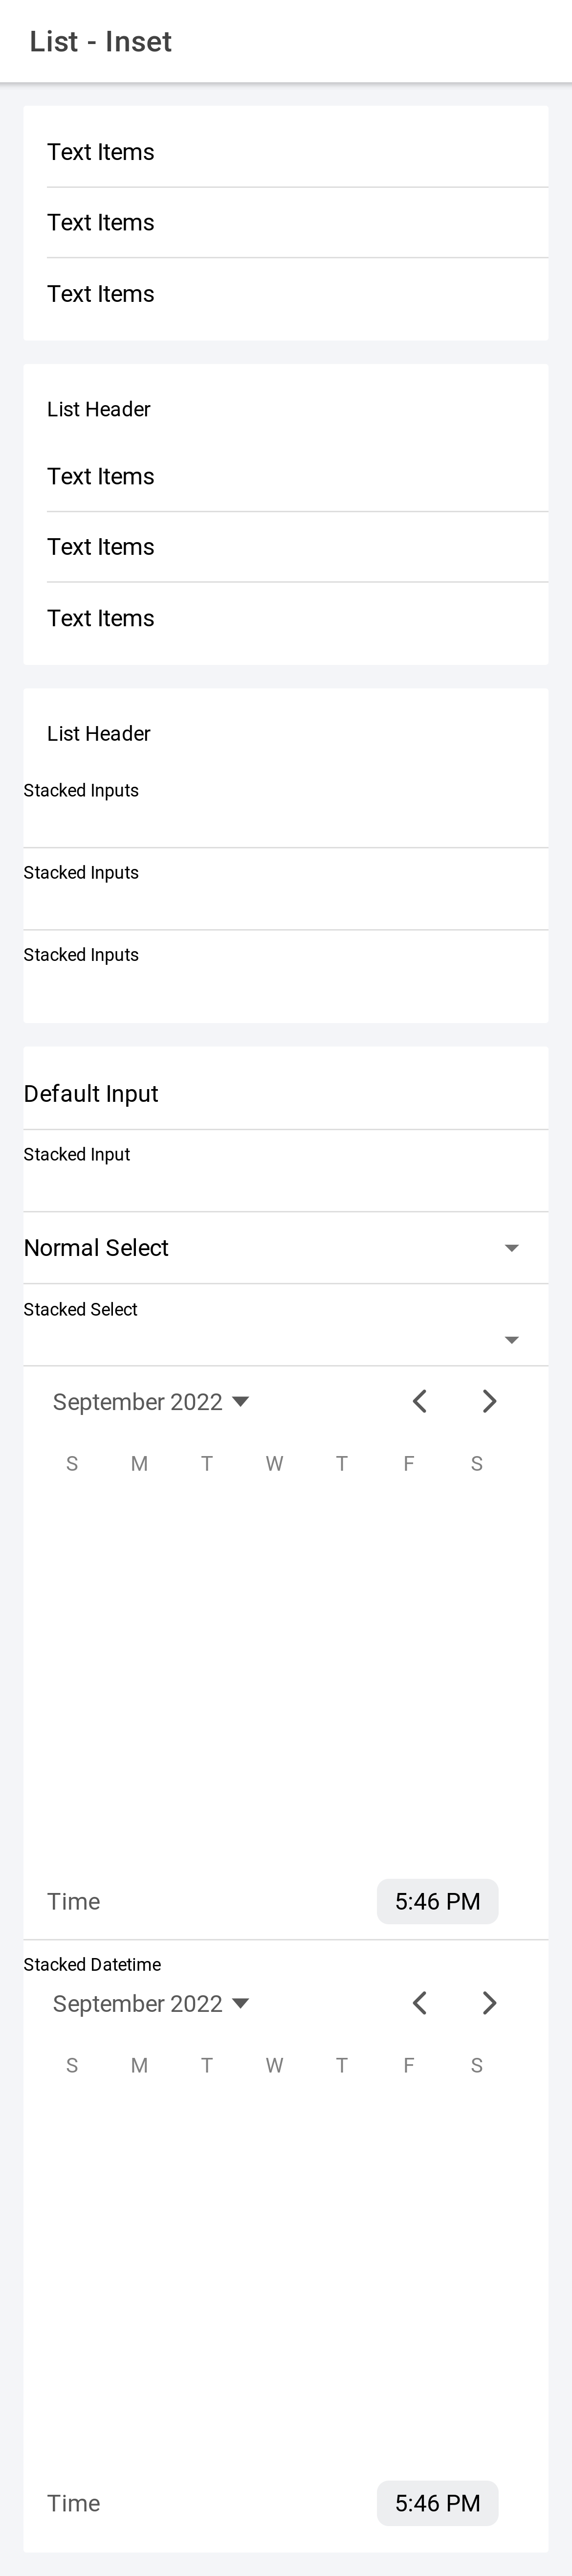 List - Inset
Text Items
Text Items
Text Items
List Header
Text Items
Text Items
Text Items
List Header
Stacked Inputs
Stacked Inputs
Stacked Inputs
Default Input
Stacked Input
Normal Select
Stacked Select
September 2022
S M T W T F S
Time 5:46 PM
Stacked Datetime
September 2022
S M T W T F S
Time 5:46 PM